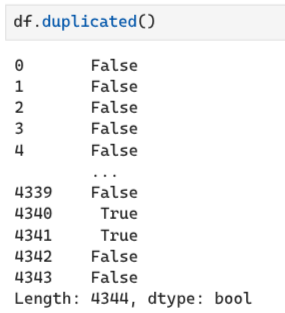 df.duplicated()
0       False
1       False
2       False
3       False
4       False
        ...
4339    False
4340     True
4341     True
4342    False
4343    False
Length: 4344, dtype: bool